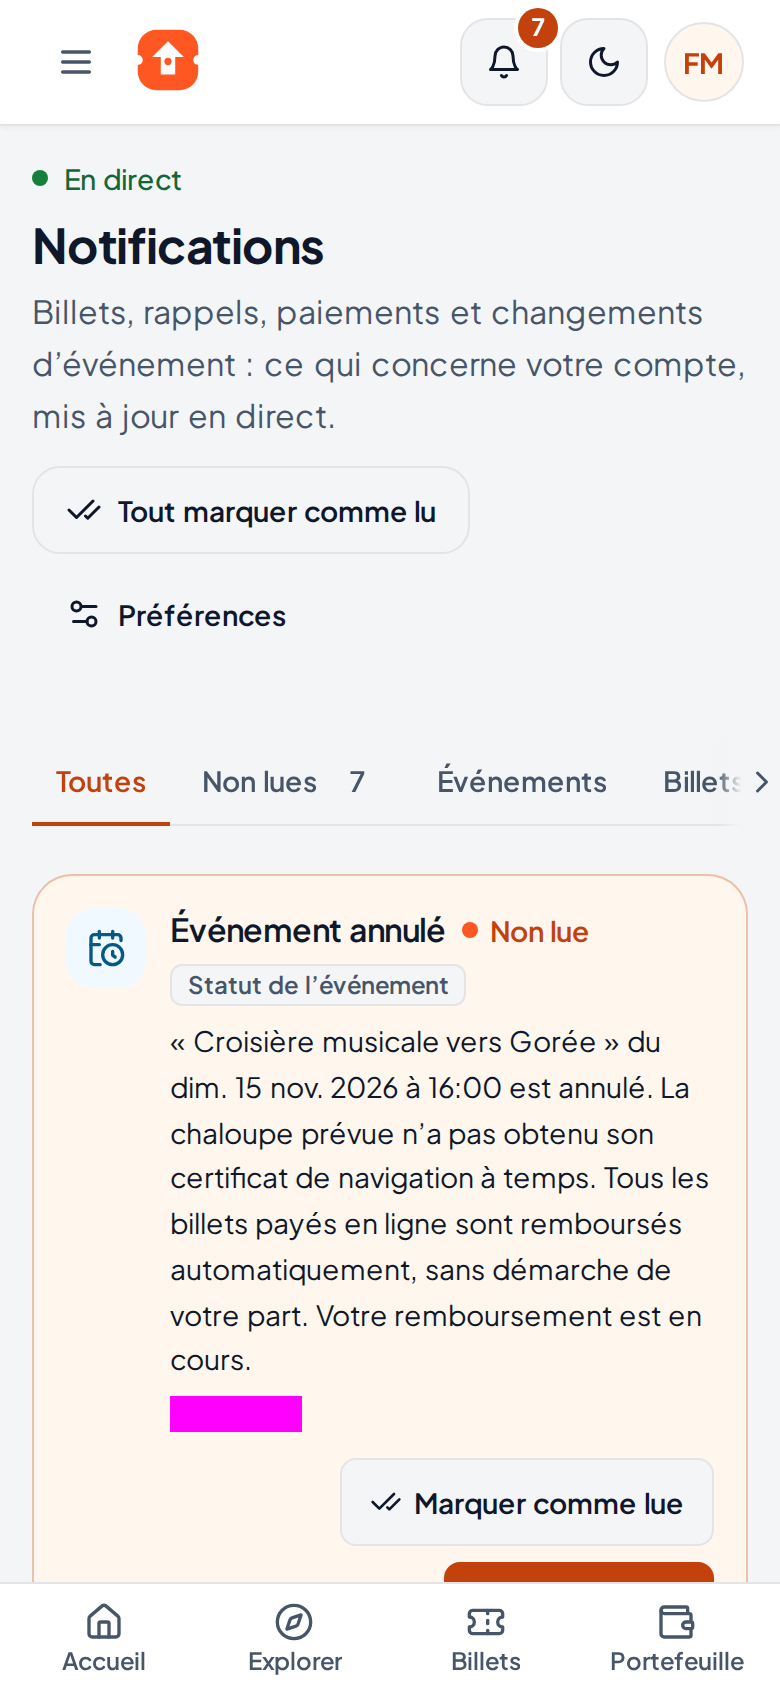 7
FM
En direct
Notifications
Billets, rappels, paiements et changements
d’événement : ce qui concerne votre compte,
mis à jour en direct.
Tout marquer comme lu
Préférences
Toutes Non lues 7 Événements Billets
Événement annulé Non lue
Statut de l’événement
« Croisière musicale vers Gorée » du
dim. 15 nov. 2026 à 16:00 est annulé. La
chaloupe prévue n’a pas obtenu son
certificat de navigation à temps. Tous les
billets payés en ligne sont remboursés
automatiquement, sans démarche de
votre part. Votre remboursement est en
cours.
Marquer comme lue
Accueil Explorer Billets Portefeuille